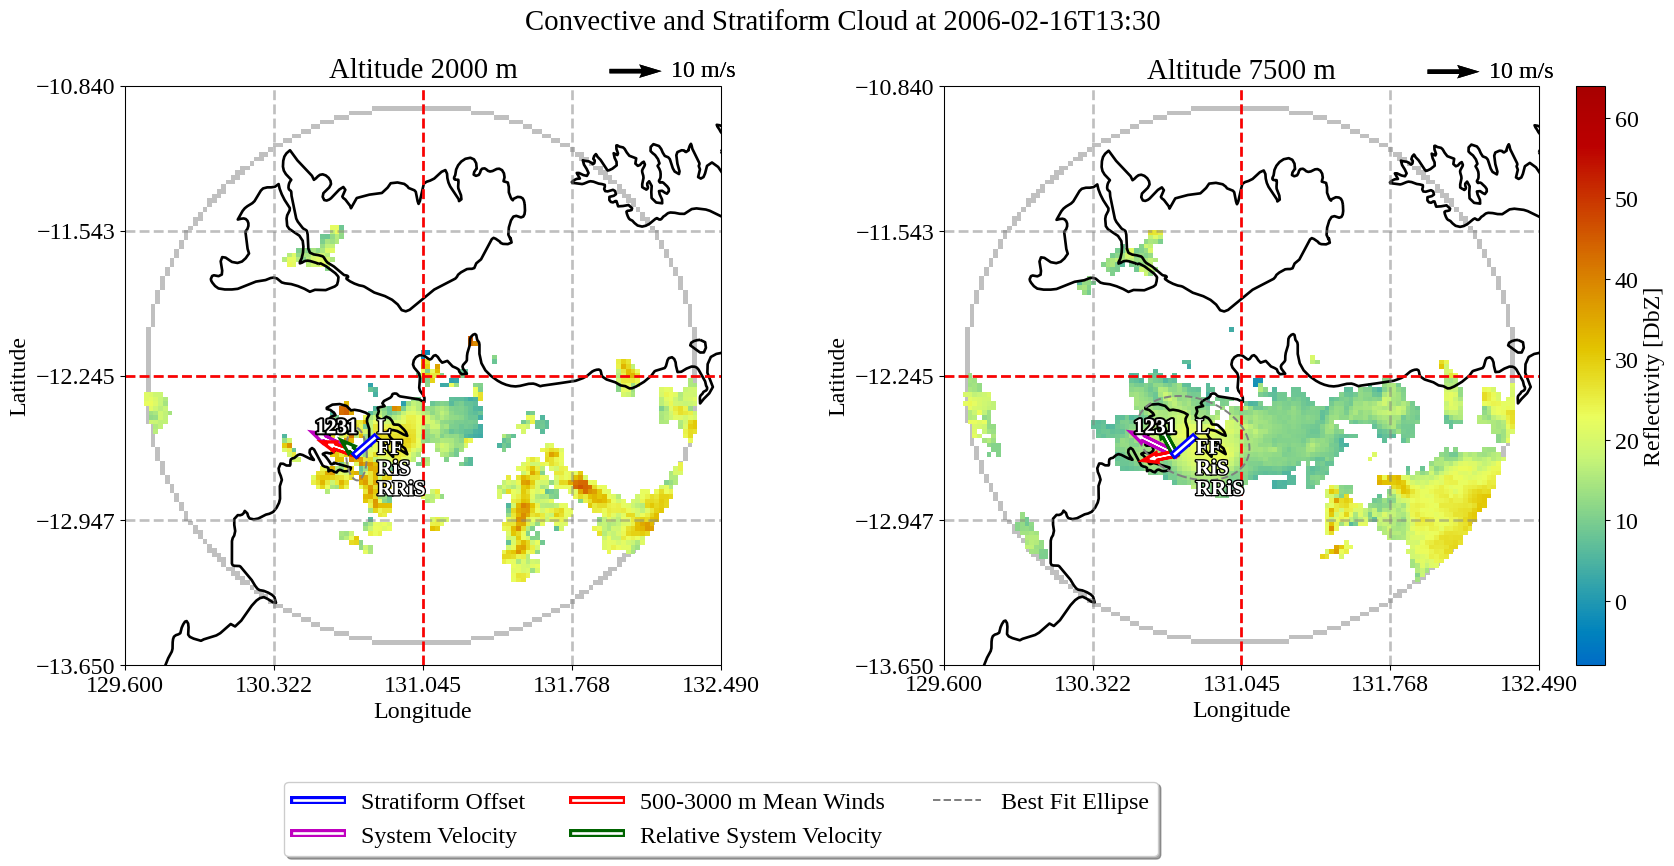 Convective and Stratiform Cloud at 2006-02-16T13:30
Altitude 2000 m
10 m/s
−10.840
−11.543
−12.245
−12.947
−13.650
Latitude
1231
L
FF
RiS
RRiS
129.600
130.322
131.045
131.768
132.490
Longitude
Altitude 7500 m
10 m/s
−10.840
−11.543
−12.245
−12.947
−13.650
Latitude
1231
L
FF
RiS
RRiS
129.600
130.322
131.045
131.768
132.490
Longitude
60
50
40
30
20
10
0
Reflectivity [DbZ]
Stratiform Offset
System Velocity
500-3000 m Mean Winds
Relative System Velocity
Best Fit Ellipse